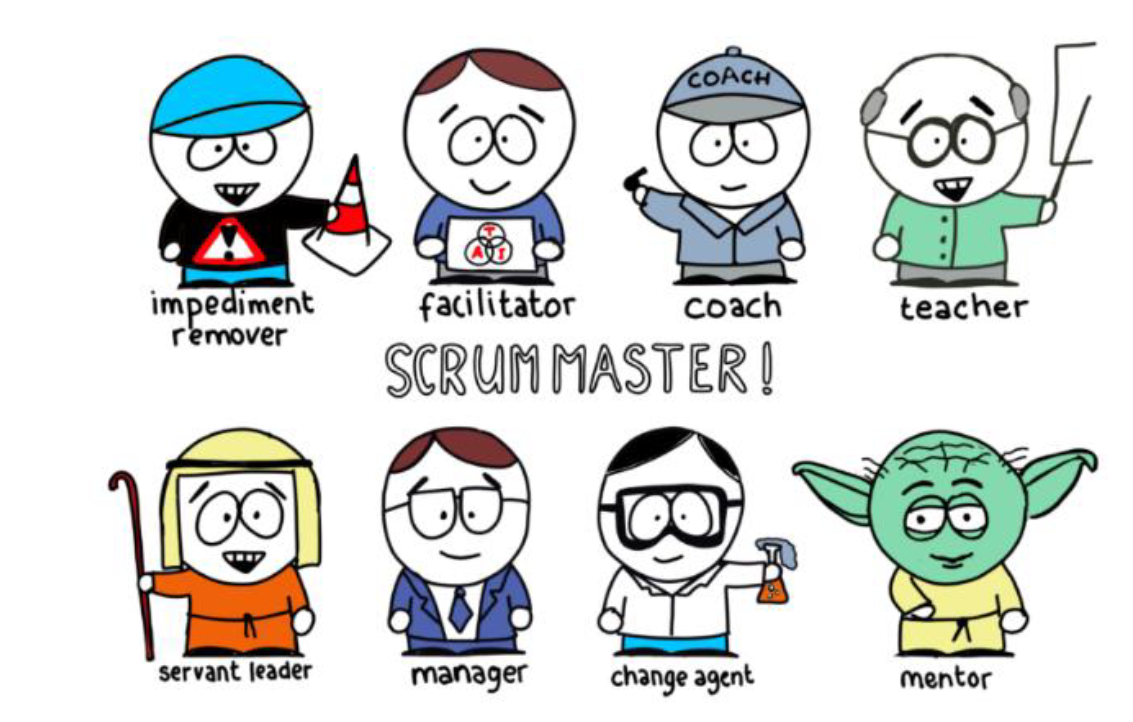 COACH
!
T
A I
impediment
remover
facilitator
coach
teacher
SCRUM MASTER!
servant leader
manager
change agent
mentor